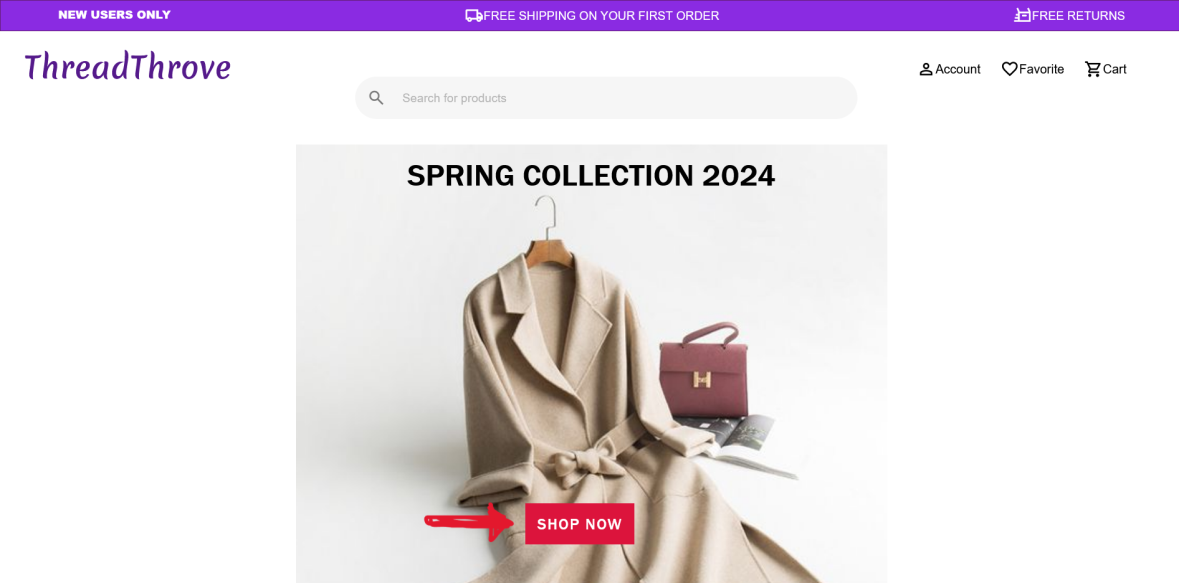 NEW USERS ONLY
FREE SHIPPING ON YOUR FIRST ORDER
FREE RETURNS
ThreadThrove
Account
Favorite
Cart
Search for products
SPRING COLLECTION 2024
SHOP NOW